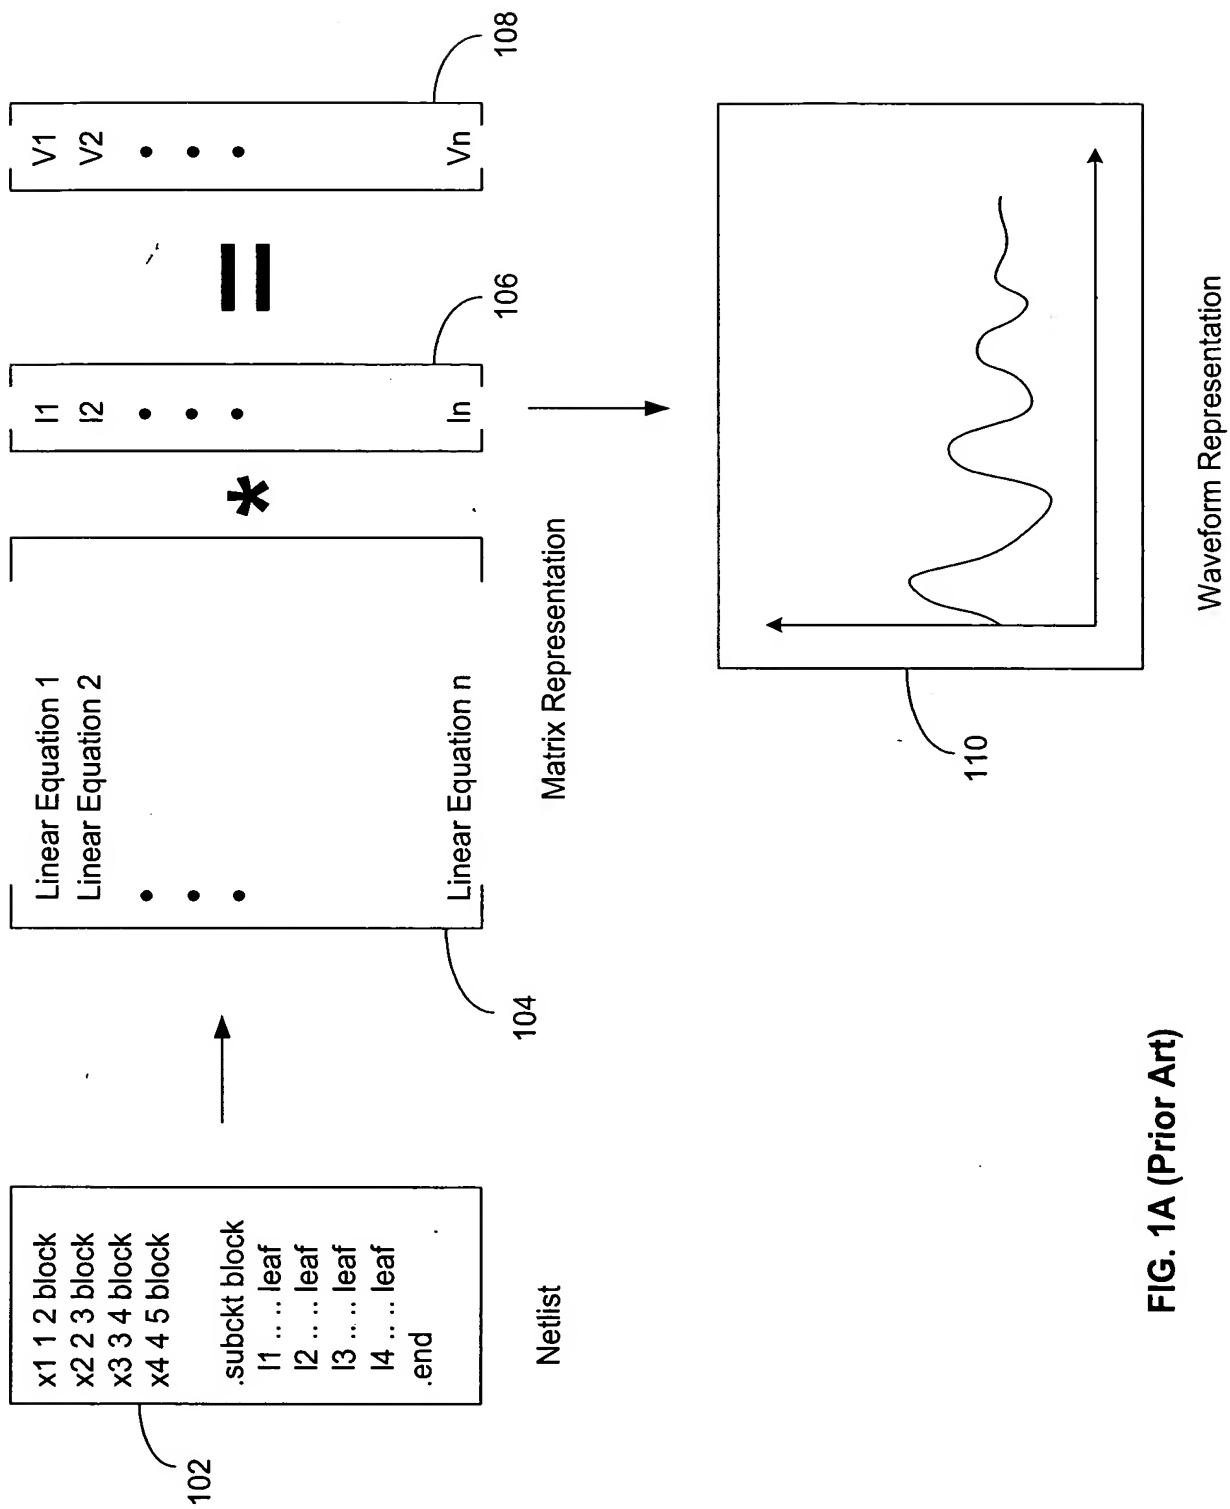 x1 1 2 block
x2 2 3 block
x3 3 4 block
x4 4 5 block
.subckt block
I1 .. .. leaf
I2 .. .. leaf
I3 .. .. leaf
I4 .. .. leaf
.end
102
Netlist
Linear Equation 1
Linear Equation 2
Linear Equation n
104
*
I1
I2
In
106
=
V1
V2
Vn
108
Matrix Representation
110
Waveform Representation
FIG. 1A (Prior Art)